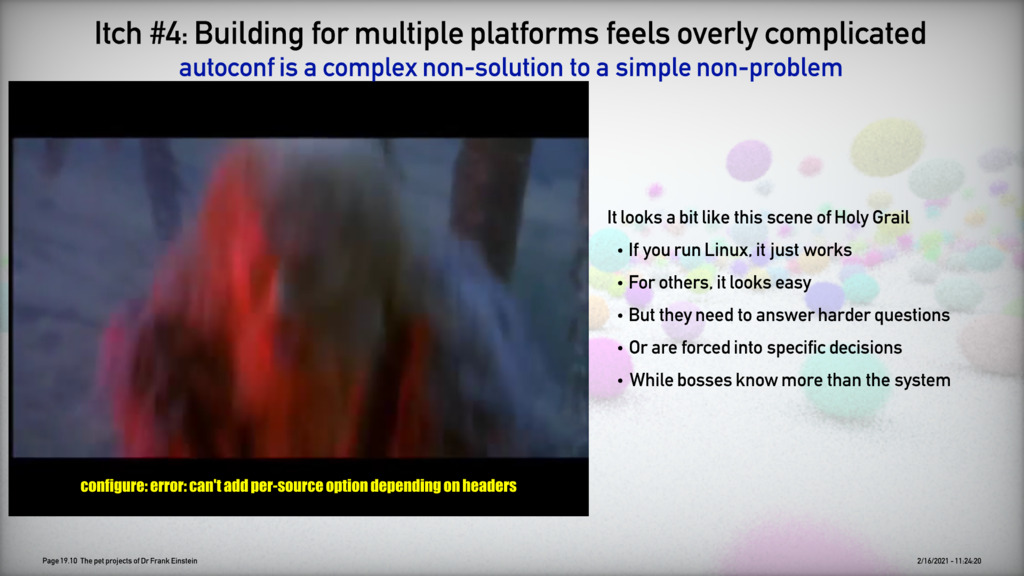 Itch #4: Building for multiple platforms feels overly complicated
autoconf is a complex non-solution to a simple non-problem
It looks a bit like this scene of Holy Grail
• If you run Linux, it just works
• For others, it looks easy
• But they need to answer harder questions
• Or are forced into specific decisions
• While bosses know more than the system
configure: error: can't add per-source option depending on headers
Page 19.10 The pet projects of Dr Frank Einstein
2/16/2021 - 11:24:20